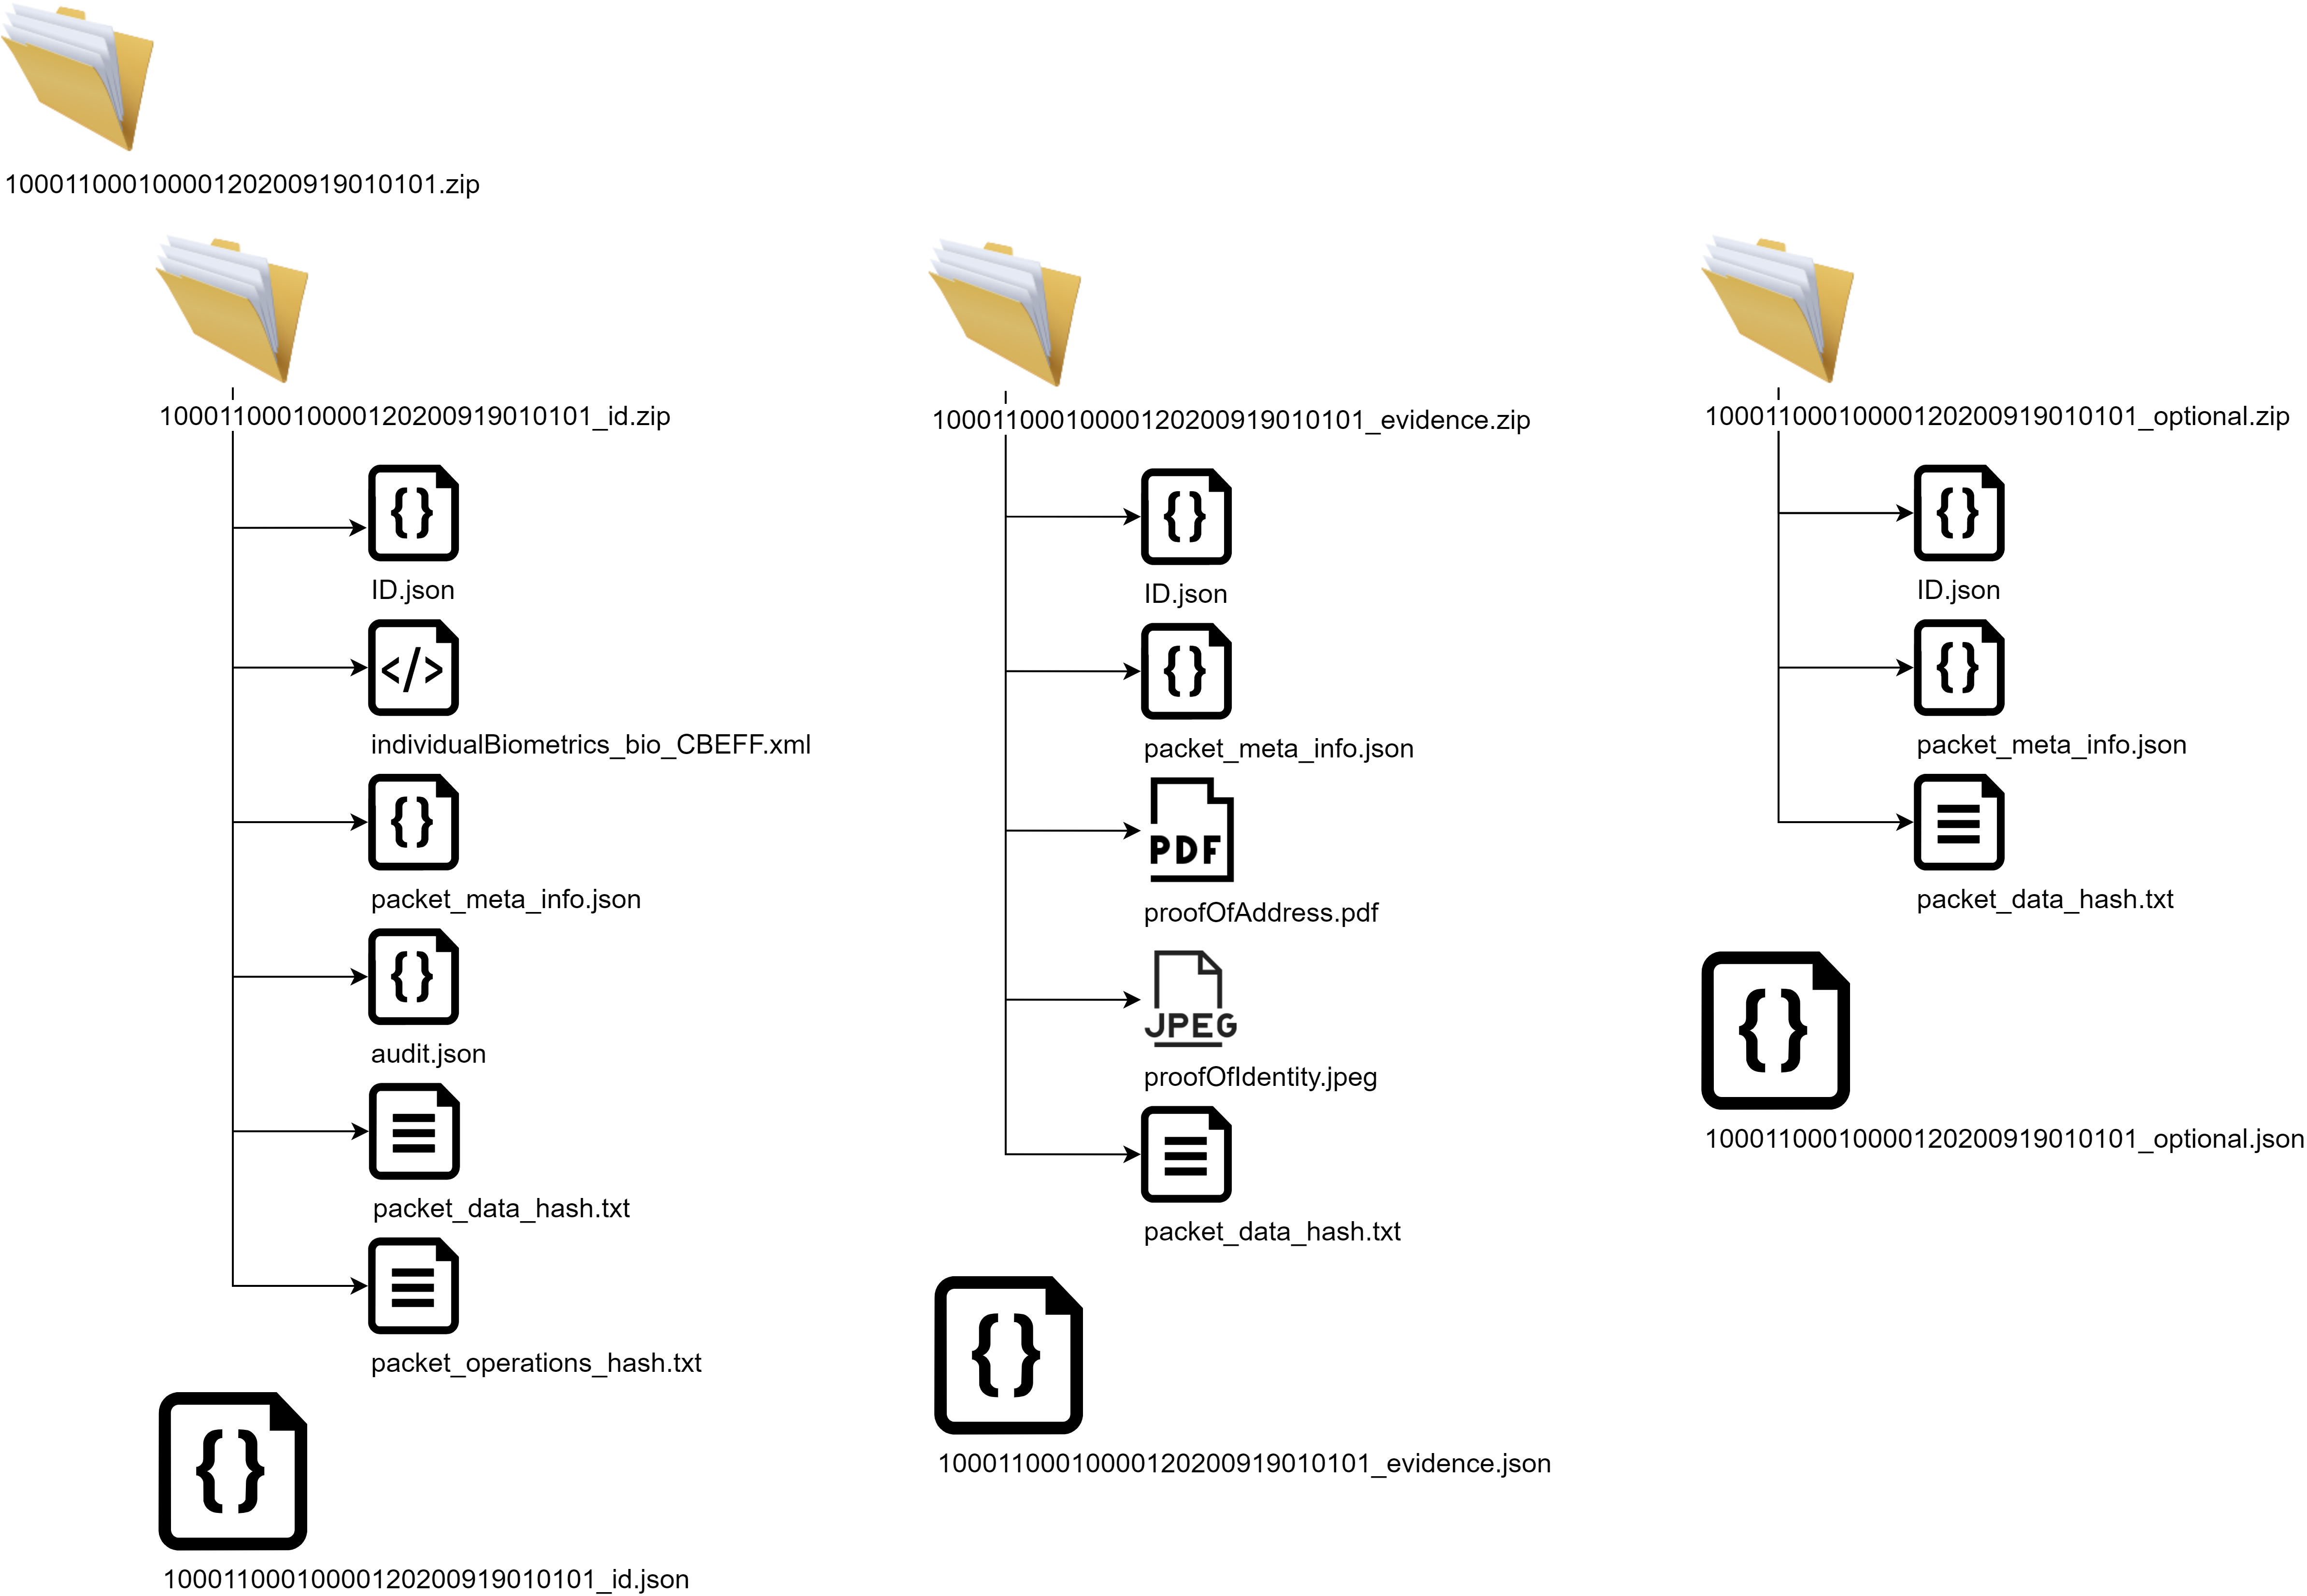 10001100010000120200919010101.zip
10001100010000120200919010101_id.zip
ID.json
individualBiometrics_bio_CBEFF.xml
packet_meta_info.json
audit.json
packet_data_hash.txt
packet_operations_hash.txt
10001100010000120200919010101_id.json
10001100010000120200919010101_evidence.zip
ID.json
packet_meta_info.json
PDF
proofOfAddress.pdf
JPEG
proofOfIdentity.jpeg
packet_data_hash.txt
10001100010000120200919010101_evidence.json
10001100010000120200919010101_optional.zip
ID.json
packet_meta_info.json
packet_data_hash.txt
10001100010000120200919010101_optional.json